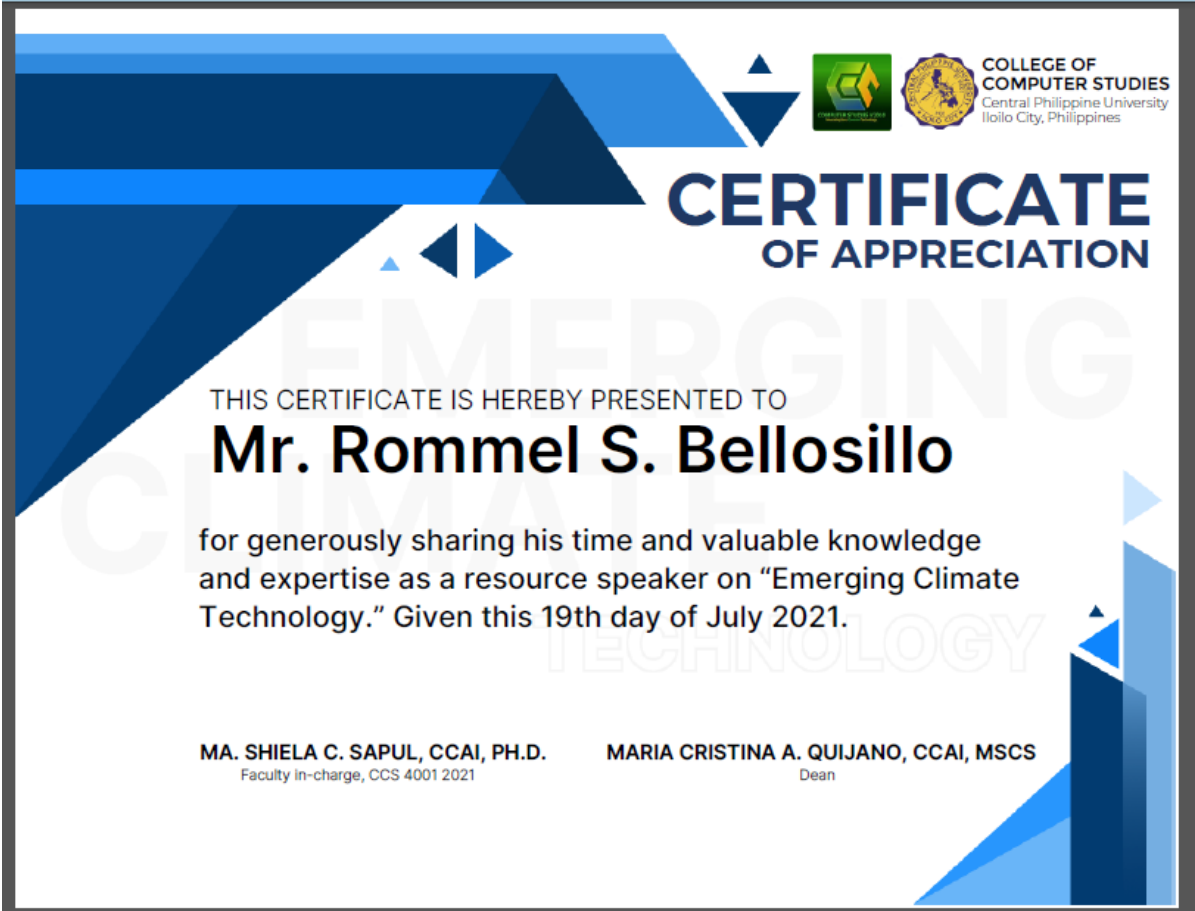 COLLEGE OF
COMPUTER STUDIES
Central Philippine University
Iloilo City, Philippines
CERTIFICATE
OF APPRECIATION
EMERGING
CLIMATE
TECHNOLOGY
THIS CERTIFICATE IS HEREBY PRESENTED TO
Mr. Rommel S. Bellosillo
for generously sharing his time and valuable knowledge
and expertise as a resource speaker on “Emerging Climate
Technology.” Given this 19th day of July 2021.
MA. SHIELA C. SAPUL, CCAI, PH.D.
Faculty in-charge, CCS 4001 2021
MARIA CRISTINA A. QUIJANO, CCAI, MSCS
Dean